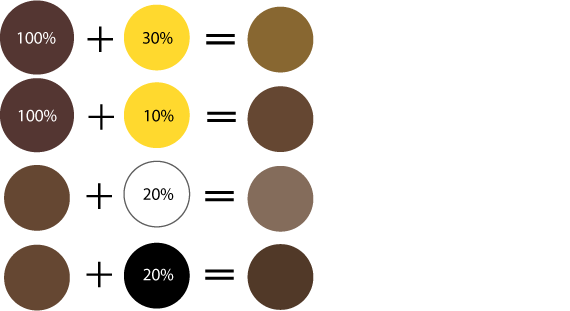 100% + 30% =
100% + 10% =
+ 20% =
+ 20% =